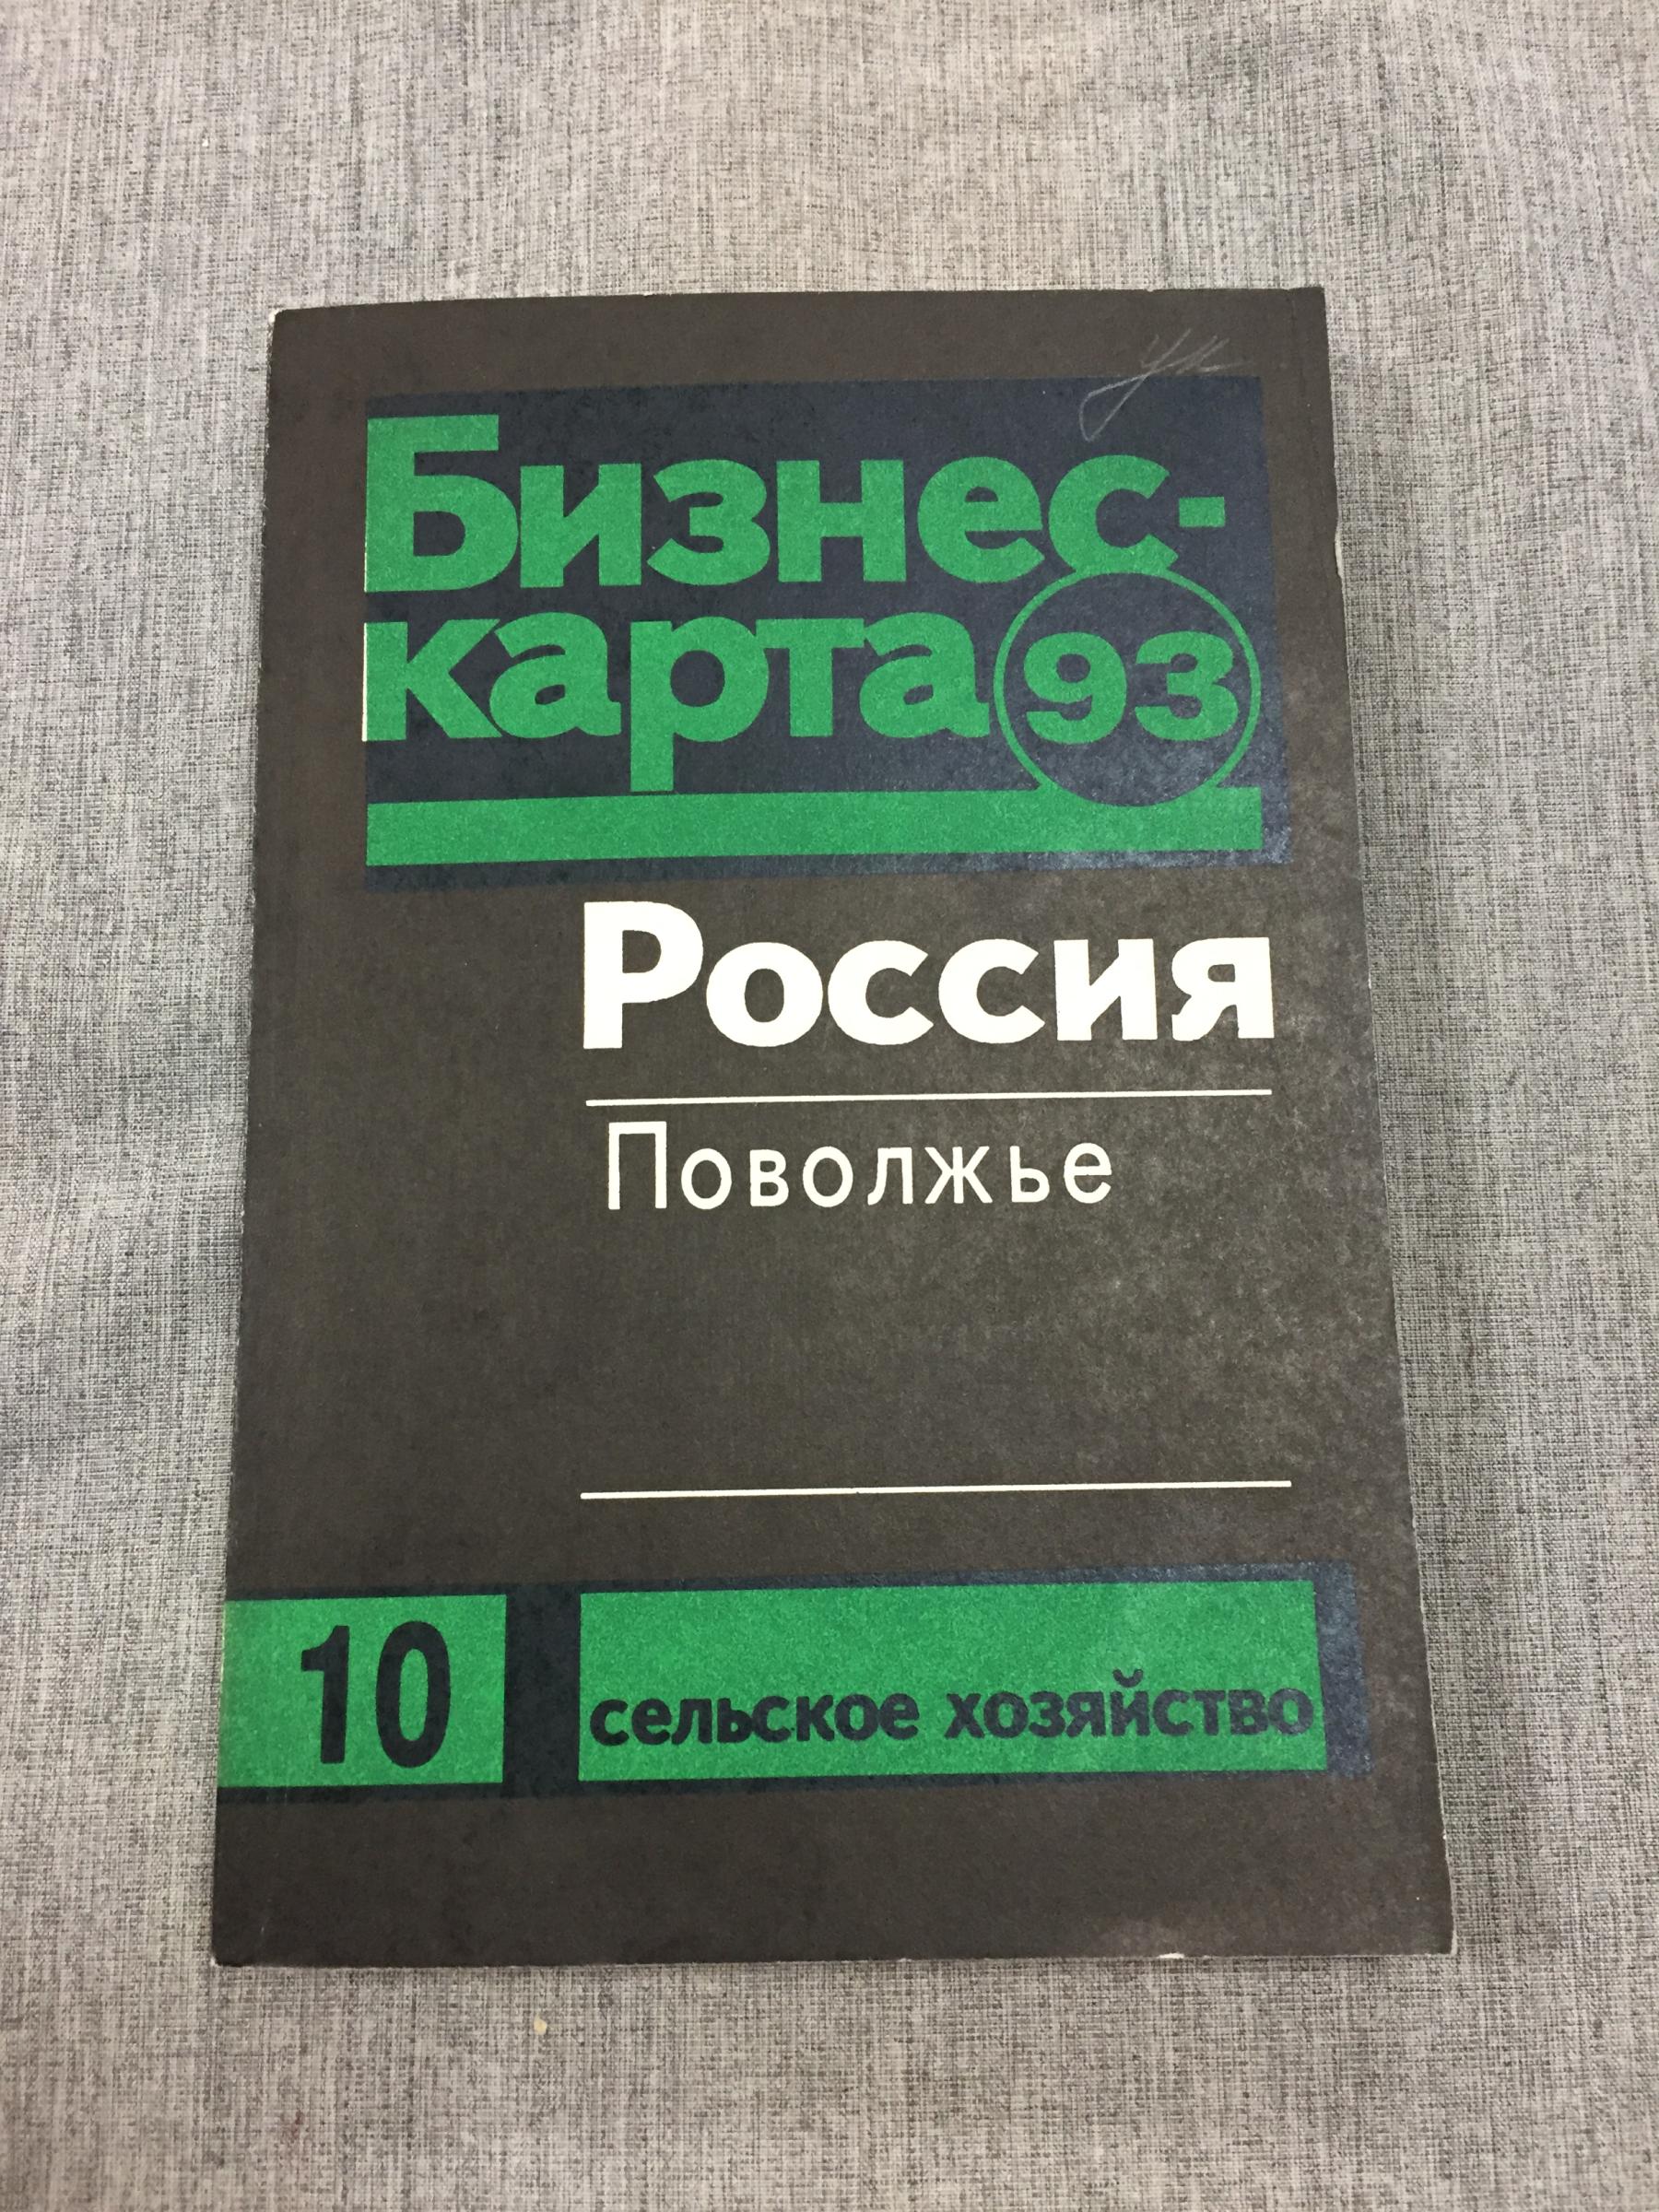 Бизнес-
карта 93
Россия
Поволжье
10 сельское хозяйство